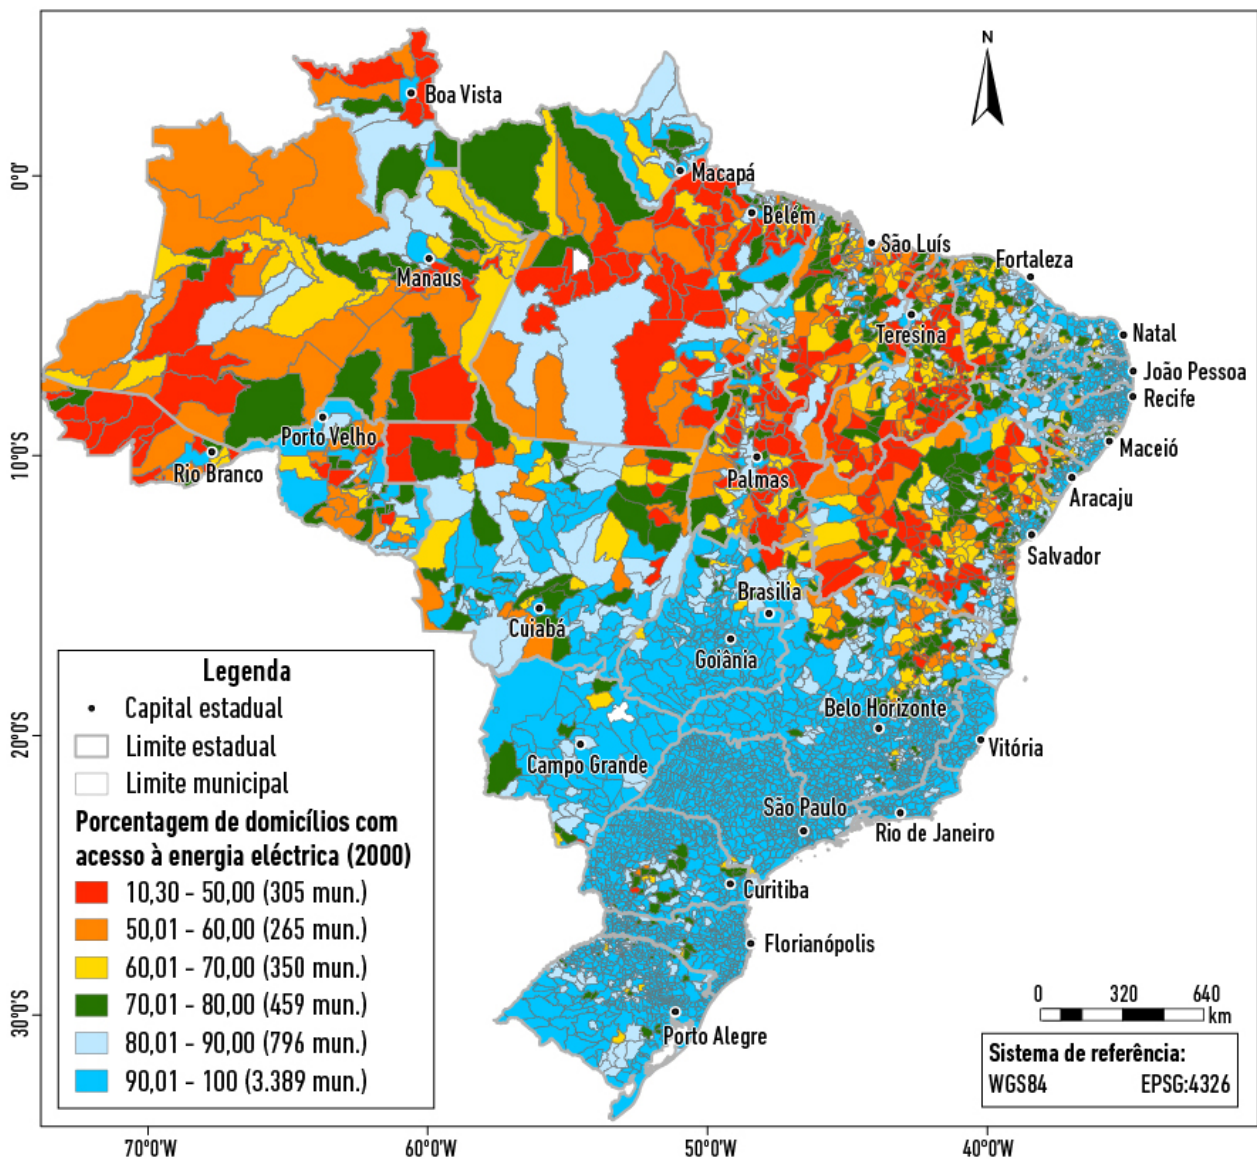 N
Boa Vista
Macapá
0°0'
Belém
São Luís
Fortaleza
Manaus
Teresina
Natal
João Pessoa
Recife
Porto Velho
Maceió
10°0'S
Rio Branco
Palmas
Aracaju
Salvador
Brasilia
Cuiabá
Goiânia
Legenda
Capital estadual
Belo Horizonte
20°0'S
Limite estadual
Vitória
Campo Grande
Limite municipal
São Paulo
Porcentagem de domicílios com
Rio de Janeiro
acesso à energia eléctrica (2000)
10,30 - 50,00 (305 mun.)
Curitiba
50,01 - 60,00 (265 mun.)
Florianópolis
60,01 - 70,00 (350 mun.)
70,01 - 80,00 (459 mun.)
0 320 640
km
30°0'S
Porto Alegre
80,01 - 90,00 (796 mun.)
Sistema de referência:
90,01 - 100 (3.389 mun.)
WGS84 EPSG:4326
70°0'W 60°0'W 50°0'W 40°0'W